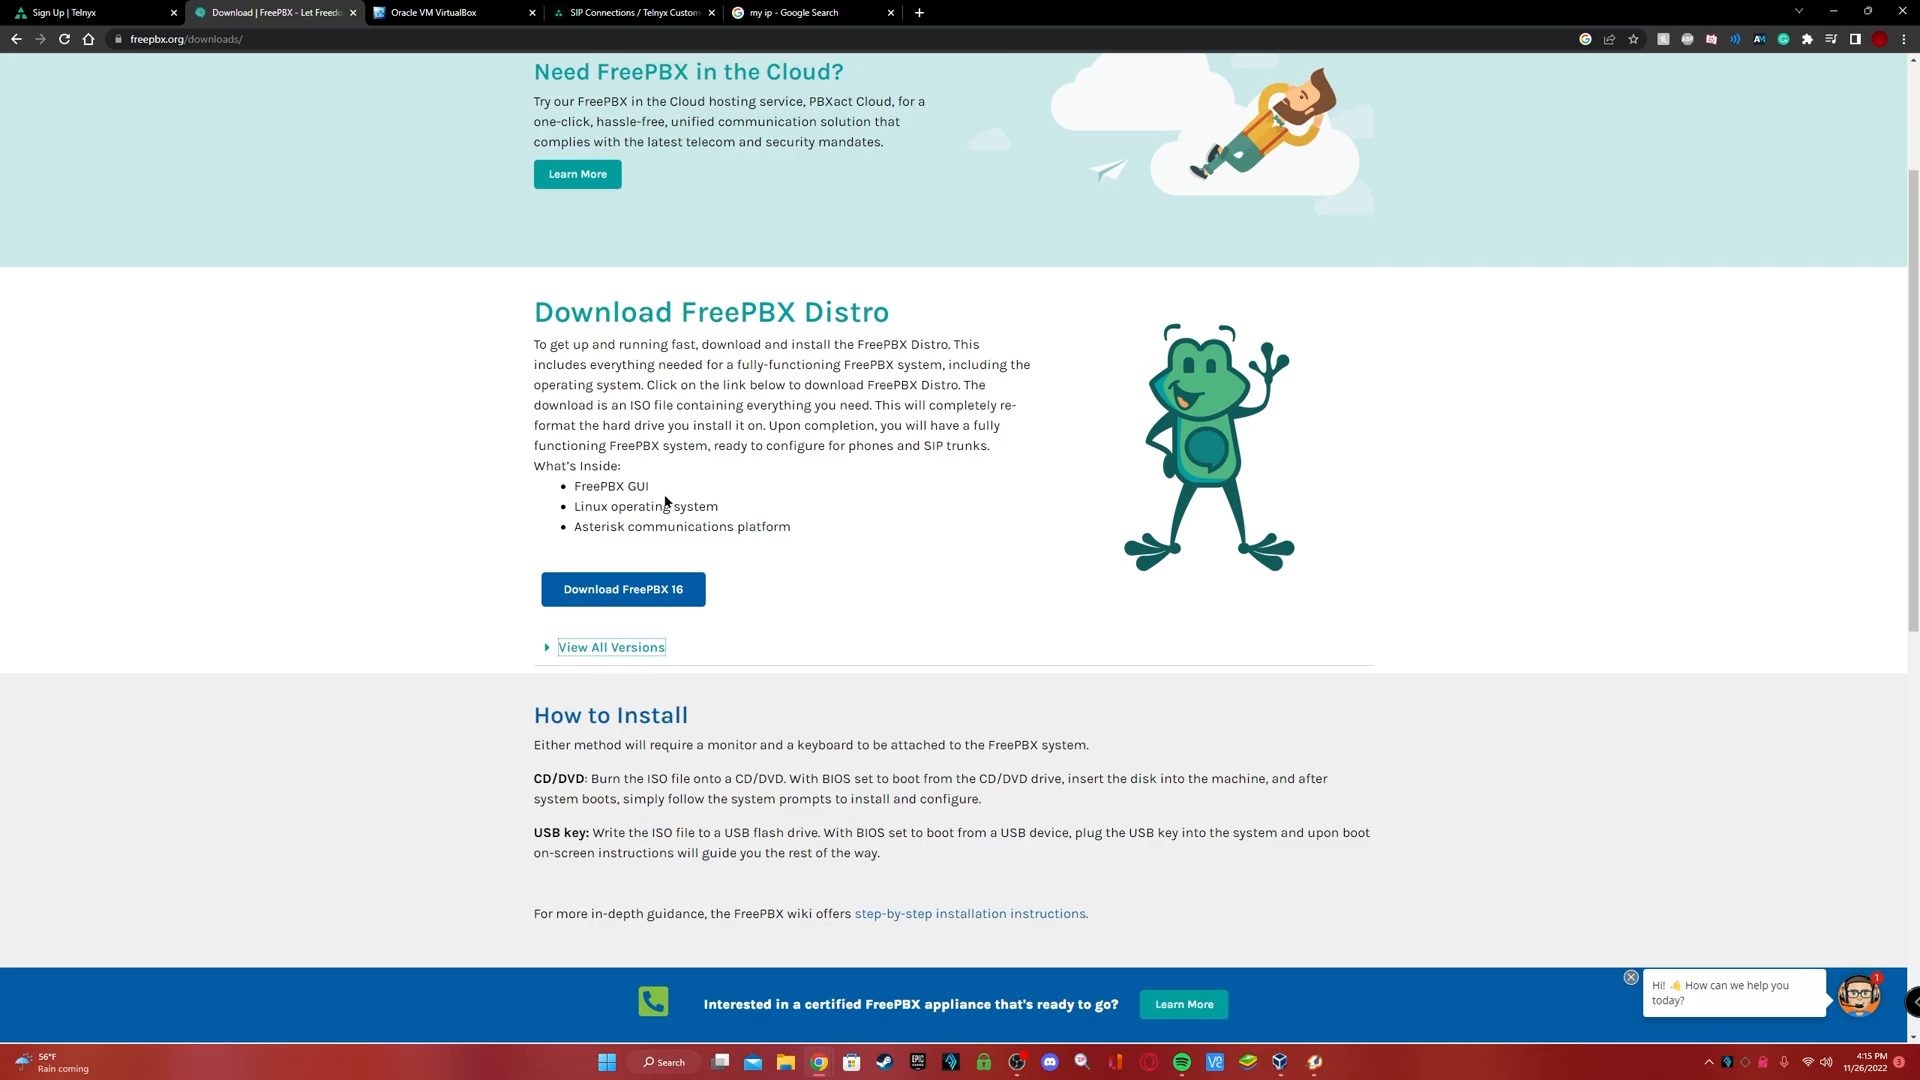 Sign Up | Telnyx
Download | FreePBX - Let Freedo
Oracle VM VirtualBox
SIP Connections / Telnyx Custom
my ip - Google Search
freepbx.org/downloads/
Need FreePBX in the Cloud?
Try our FreePBX in the Cloud hosting service, PBXact Cloud, for a
one-click, hassle-free, unified communication solution that
complies with the latest telecom and security mandates.
Learn More
Download FreePBX Distro
To get up and running fast, download and install the FreePBX Distro. This
includes everything needed for a fully-functioning FreePBX system, including the
operating system. Click on the link below to download FreePBX Distro. The
download is an ISO file containing everything you need. This will completely re-
format the hard drive you install it on. Upon completion, you will have a fully
functioning FreePBX system, ready to configure for phones and SIP trunks.
What's Inside:
FreePBX GUI
Linux operating system
Asterisk communications platform
Download FreePBX 16
View All Versions
How to Install
Either method will require a monitor and a keyboard to be attached to the FreePBX system.
CD/DVD: Burn the ISO file onto a CD/DVD. With BIOS set to boot from the CD/DVD drive, insert the disk into the machine, and after
system boots, simply follow the system prompts to install and configure.
USB key: Write the ISO file to a USB flash drive. With BIOS set to boot from a USB device, plug the USB key into the system and upon boot
on-screen instructions will guide you the rest of the way.
For more in-depth guidance, the FreePBX wiki offers step-by-step installation instructions.
Interested in a certified FreePBX appliance that's ready to go?
Learn More
Hi! 👋 How can we help you
today?
1
56°F
Rain coming
Search
4:15 PM
11/26/2022
3